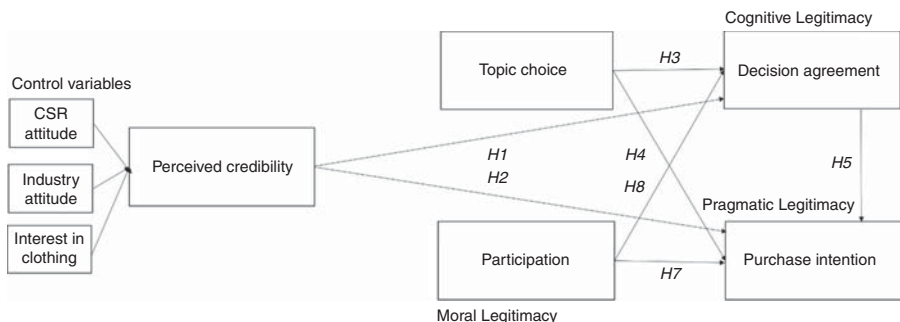 Cognitive Legitimacy
Topic choice
H3
Decision agreement
Control variables
CSR
attitude
Perceived credibility
H1
H4
H5
Industry
attitude
H2
H8
Pragmatic Legitimacy
Interest in
clothing
Participation
H7
Purchase intention
Moral Legitimacy